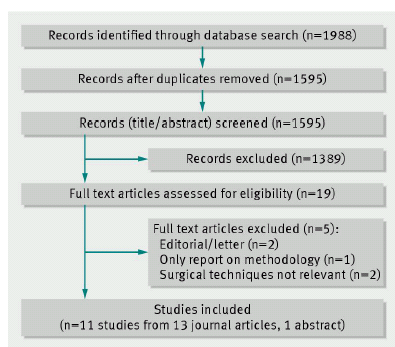 Records identified through database search (n=1988)
Records after duplicates removed (n=1595)
Records (title/abstract) screened (n=1595)
Records excluded (n=1389)
Full text articles assessed for eligibility (n=19)
Full text articles excluded (n=5):
Editorial/letter (n=2)
Only report on methodology (n=1)
Surgical techniques not relevant (n=2)
Studies included
(n=11 studies from 13 journal articles, 1 abstract)